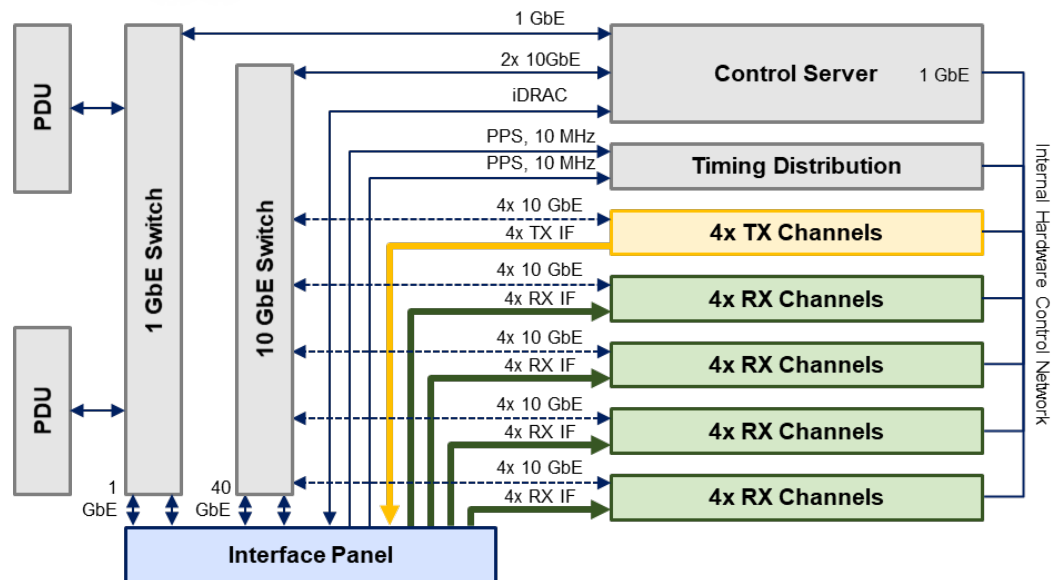 1 GbE
2x 10GbE
iDRAC
PPS, 10 MHz
PPS, 10 MHz
4x 10 GbE
4x TX IF
4x 10 GbE
4x RX IF
4x 10 GbE
4x RX IF
4x 10 GbE
4x RX IF
4x 10 GbE
4x RX IF
PDU
PDU
1 GbE Switch
10 GbE Switch
Control Server
1 GbE
Timing Distribution
4x TX Channels
4x RX Channels
4x RX Channels
4x RX Channels
4x RX Channels
Internal Hardware Control Network
1
GbE
40
GbE
Interface Panel